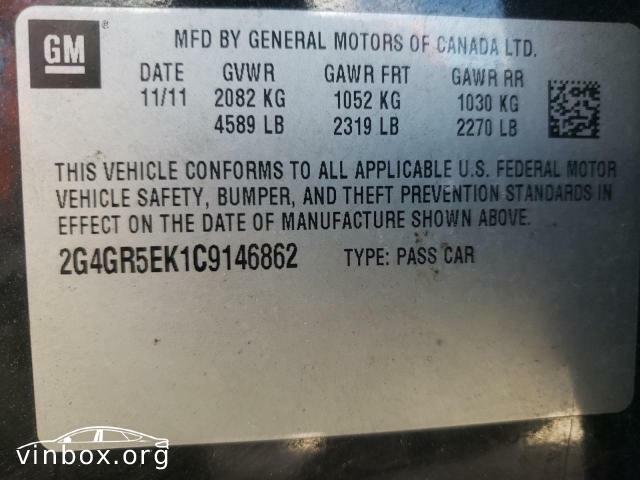 GM
MFD BY GENERAL MOTORS OF CANADA LTD.
DATE GVWR GAWR FRT GAWR RR
11/11 2082 KG 1052 KG 1030 KG
4589 LB 2319 LB 2270 LB
THIS VEHICLE CONFORMS TO ALL APPLICABLE U.S. FEDERAL MOTOR
VEHICLE SAFETY, BUMPER, AND THEFT PREVENTION STANDARDS IN
EFFECT ON THE DATE OF MANUFACTURE SHOWN ABOVE.
2G4GR5EK1C9146862 TYPE: PASS CAR
vinbox.org